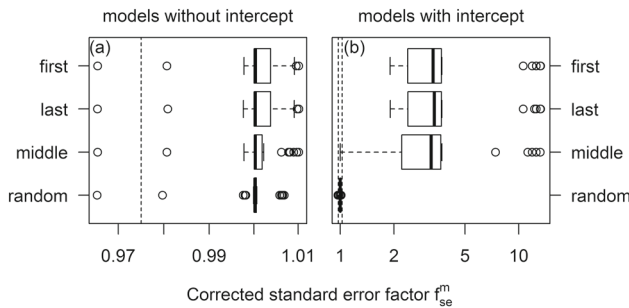 models without intercept
models with intercept
(a)
(b)
first
first
last
last
middle
middle
random
random
0.97
0.99
1.01
1
2
5
10
Corrected standard error factor f_se^m